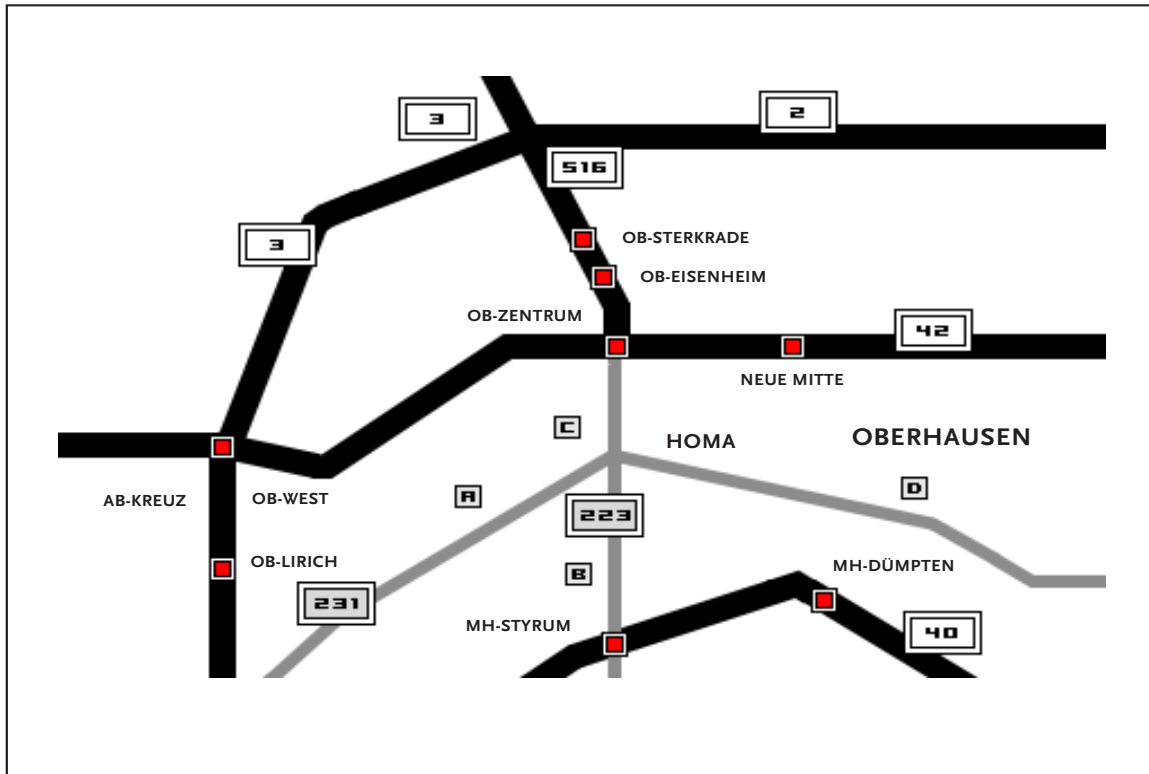 3
2
516
3
OB-STERKRADE
OB-EISENHEIM
OB-ZENTRUM
42
NEUE MITTE
C
HOMA
OBERHAUSEN
A
D
AB-KREUZ
OB-WEST
223
OB-LIRICH
B
MH-DÜMPTEN
231
MH-STYRUM
40